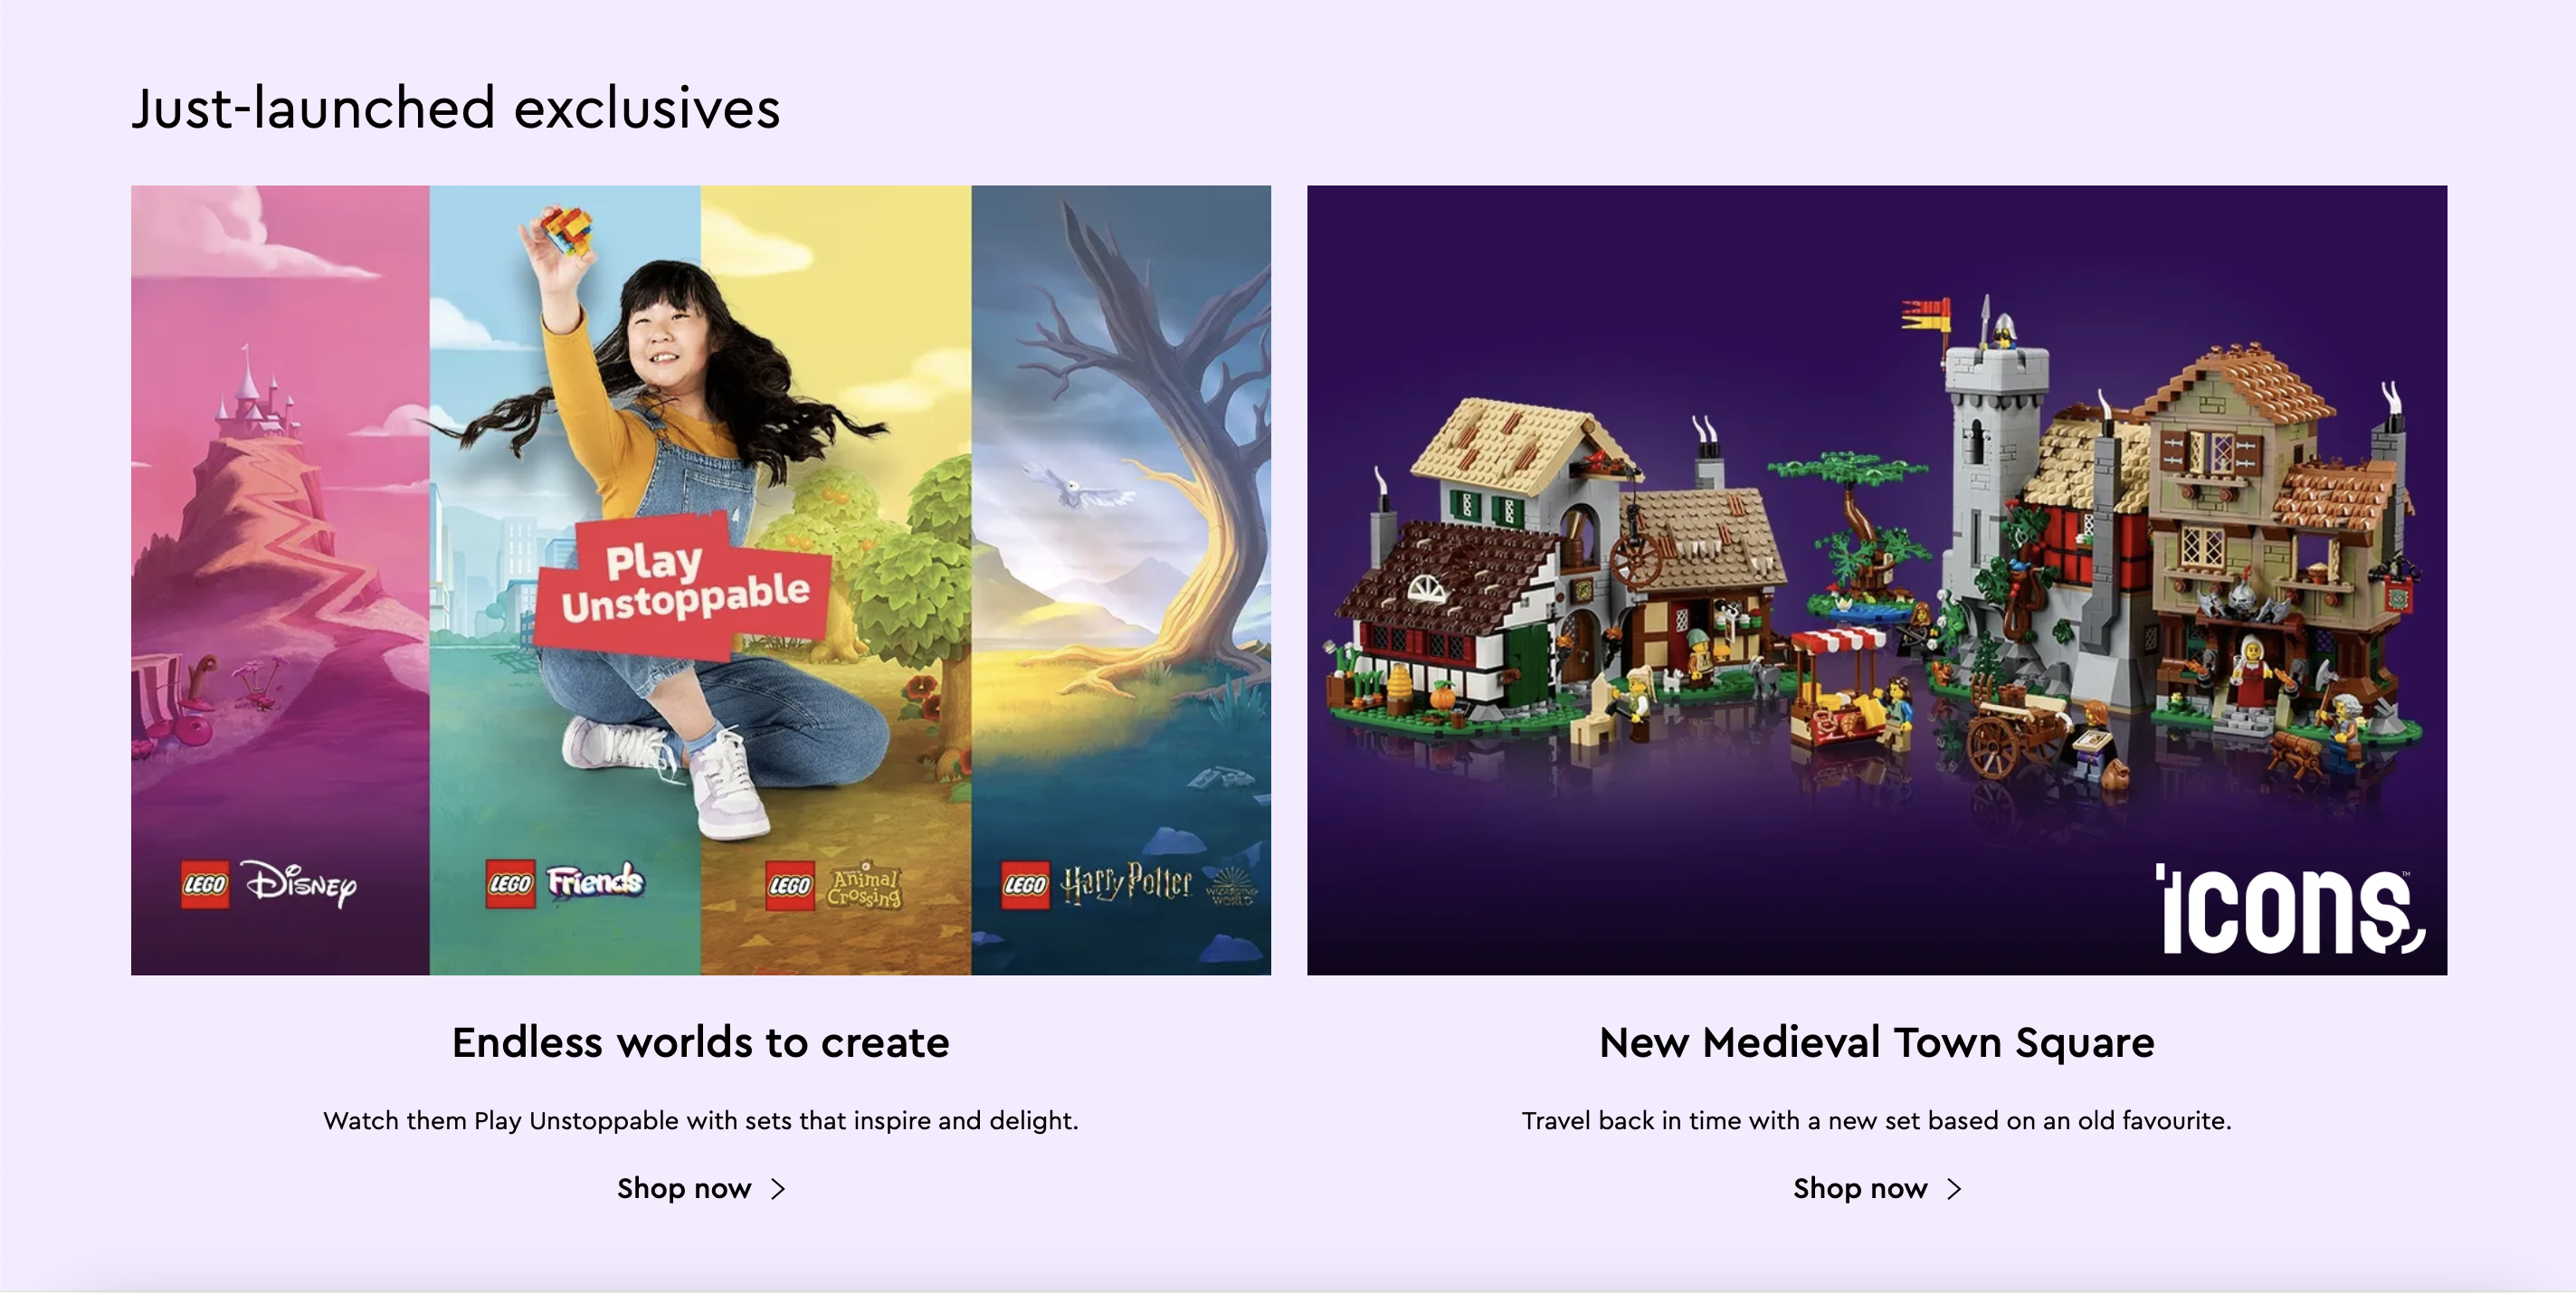 Just-launched exclusives
Play
Unstoppable
LEGO Disney
LEGO Friends
LEGO Animal
Crossing
LEGO Harry Potter WIZARDING
WORLD
icons™
Endless worlds to create
Watch them Play Unstoppable with sets that inspire and delight.
Shop now
New Medieval Town Square
Travel back in time with a new set based on an old favourite.
Shop now